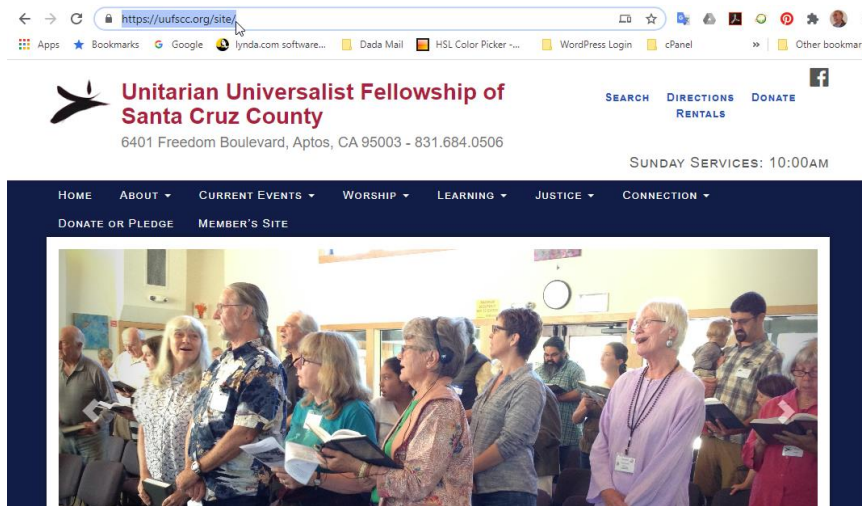 https://uufscc.org/site/
Apps Bookmarks Google lynda.com software... Dada Mail HSL Color Picker -... WordPress Login cPanel » Other bookmar
Unitarian Universalist Fellowship of
Santa Cruz County
6401 Freedom Boulevard, Aptos, CA 95003 - 831.684.0506
f
SEARCH DIRECTIONS DONATE
RENTALS
SUNDAY SERVICES: 10:00AM
HOME ABOUT CURRENT EVENTS WORSHIP LEARNING JUSTICE CONNECTION
DONATE OR PLEDGE MEMBER'S SITE